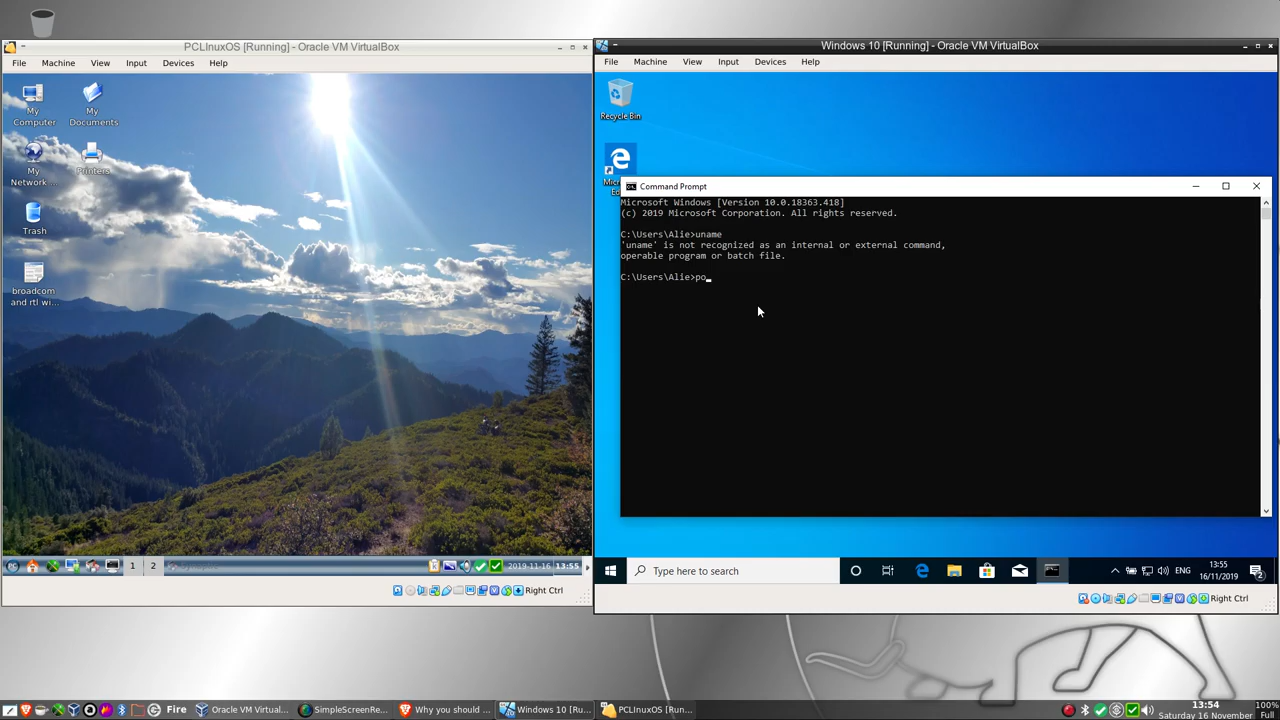 PCLInuxOS [Running] - Oracle VM VirtualBox
File Machine View Input Devices Help
My Computer
My Documents
My Network ...
Printers
Trash
broadcom and rtl wi...
1 2
2019-11-16 13:55
Right Ctrl
Windows 10 [Running] - Oracle VM VirtualBox
File Machine View Input Devices Help
Recycle Bin
Command Prompt
Microsoft Windows [Version 10.0.18363.418]
(c) 2019 Microsoft Corporation. All rights reserved.
C:\Users\Alie>uname
'uname' is not recognized as an internal or external command,
operable program or batch file.
C:\Users\Alie>po_
Type here to search
ENG
13:55
16/11/2019
2
Right Ctrl
Fire
Oracle VM Virtual...
SimpleScreenRe...
Why you should ...
Windows 10 [Ru...
PCLinuxOS [Run...
13:54
Saturday 16 November
100%
Full